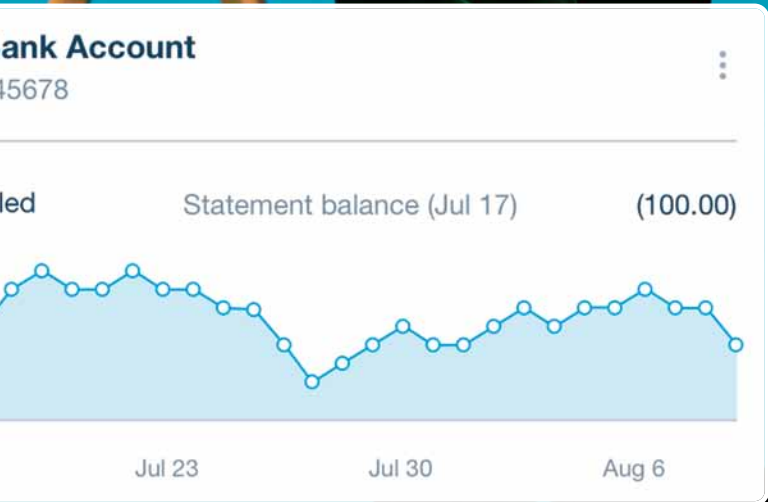 ank Account
45678
led
Statement balance (Jul 17)
(100.00)
Jul 23
Jul 30
Aug 6